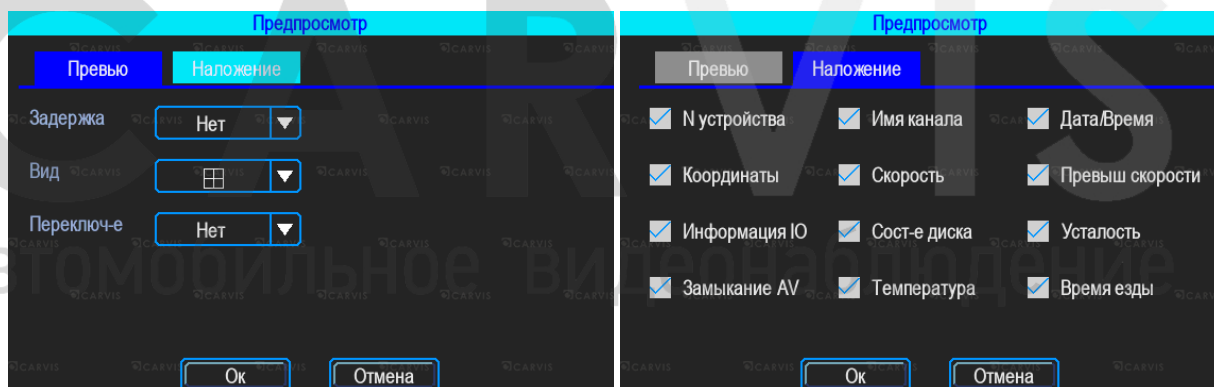 Предпросмотр
Превью Наложение
Задержка Нет
Вид
Переключ-е Нет
Ок Отмена
Предпросмотр
Превью Наложение
N устройства Имя канала Дата/Время
Координаты Скорость Превыш скорости
Информация IO Сост-е диска Усталость
Замыкание AV Температура Время езды
Ок Отмена
CARVIS
автомобильное видеонаблюдение